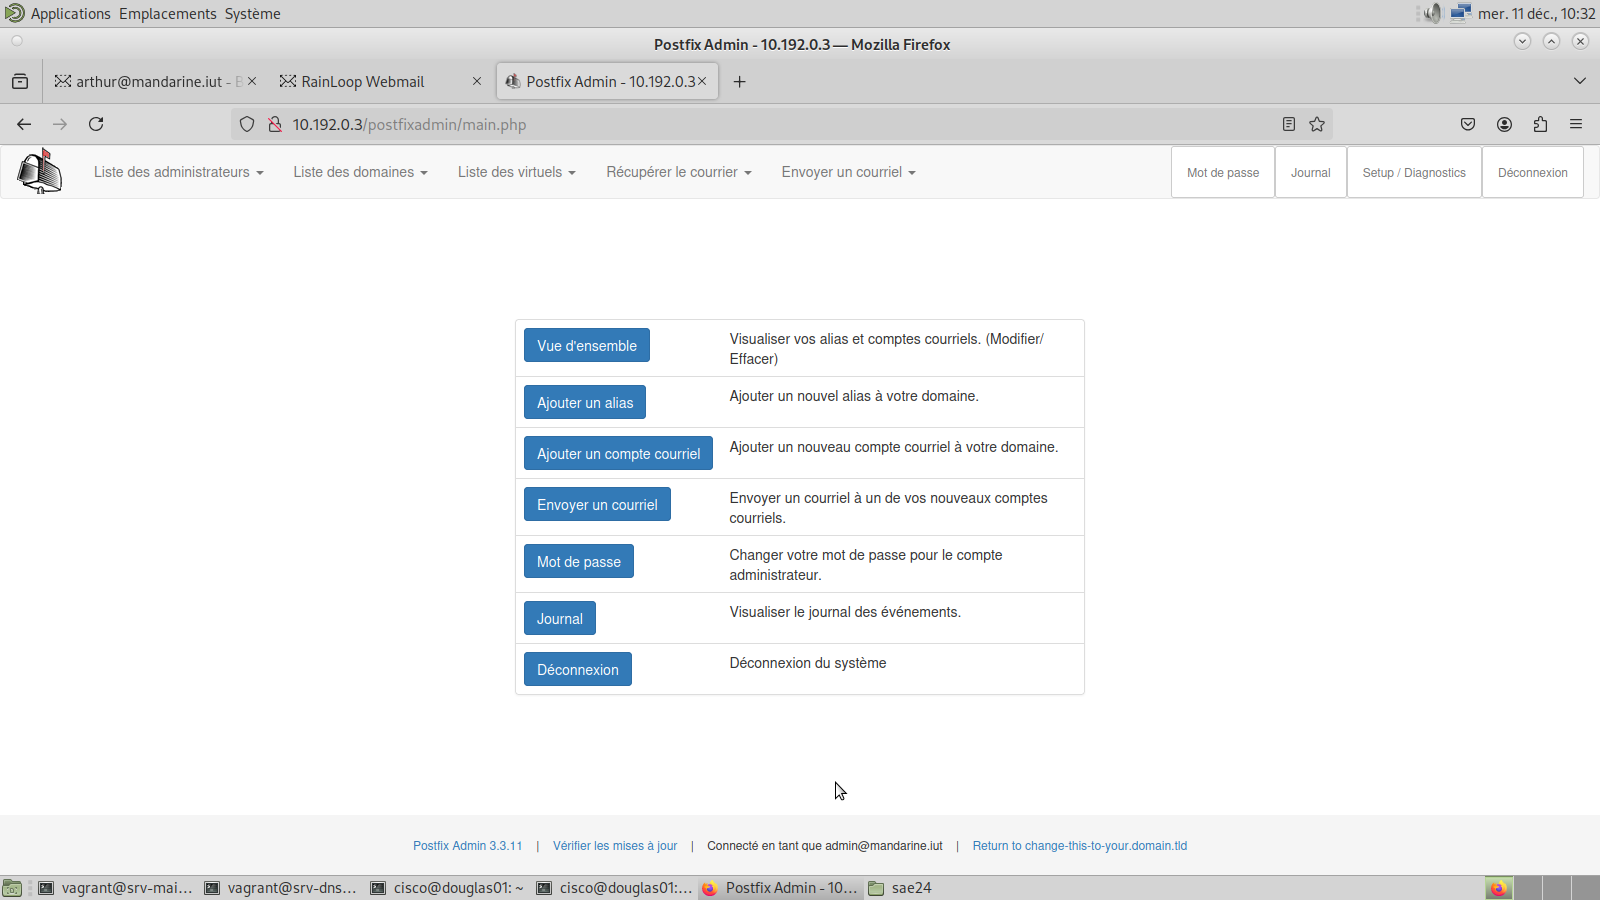 Applications Emplacements Système
mer. 11 déc., 10:32
Postfix Admin - 10.192.0.3 — Mozilla Firefox
arthur@mandarine.iut -
RainLoop Webmail
Postfix Admin - 10.192.0.3
10.192.0.3/postfixadmin/main.php
Liste des administrateurs
Liste des domaines
Liste des virtuels
Récupérer le courrier
Envoyer un courriel
Mot de passe
Journal
Setup / Diagnostics
Déconnexion
Vue d'ensemble
Visualiser vos alias et comptes courriels. (Modifier/
Effacer)
Ajouter un alias
Ajouter un nouvel alias à votre domaine.
Ajouter un compte courriel
Ajouter un nouveau compte courriel à votre domaine.
Envoyer un courriel
Envoyer un courriel à un de vos nouveaux comptes
courriels.
Mot de passe
Changer votre mot de passe pour le compte
administrateur.
Journal
Visualiser le journal des événements.
Déconnexion
Déconnexion du système
Postfix Admin 3.3.11 | Vérifier les mises à jour | Connecté en tant que admin@mandarine.iut | Return to change-this-to-your.domain.tld
vagrant@srv-mai...
vagrant@srv-dns...
cisco@douglas01: ~
cisco@douglas01:...
Postfix Admin - 10...
sae24